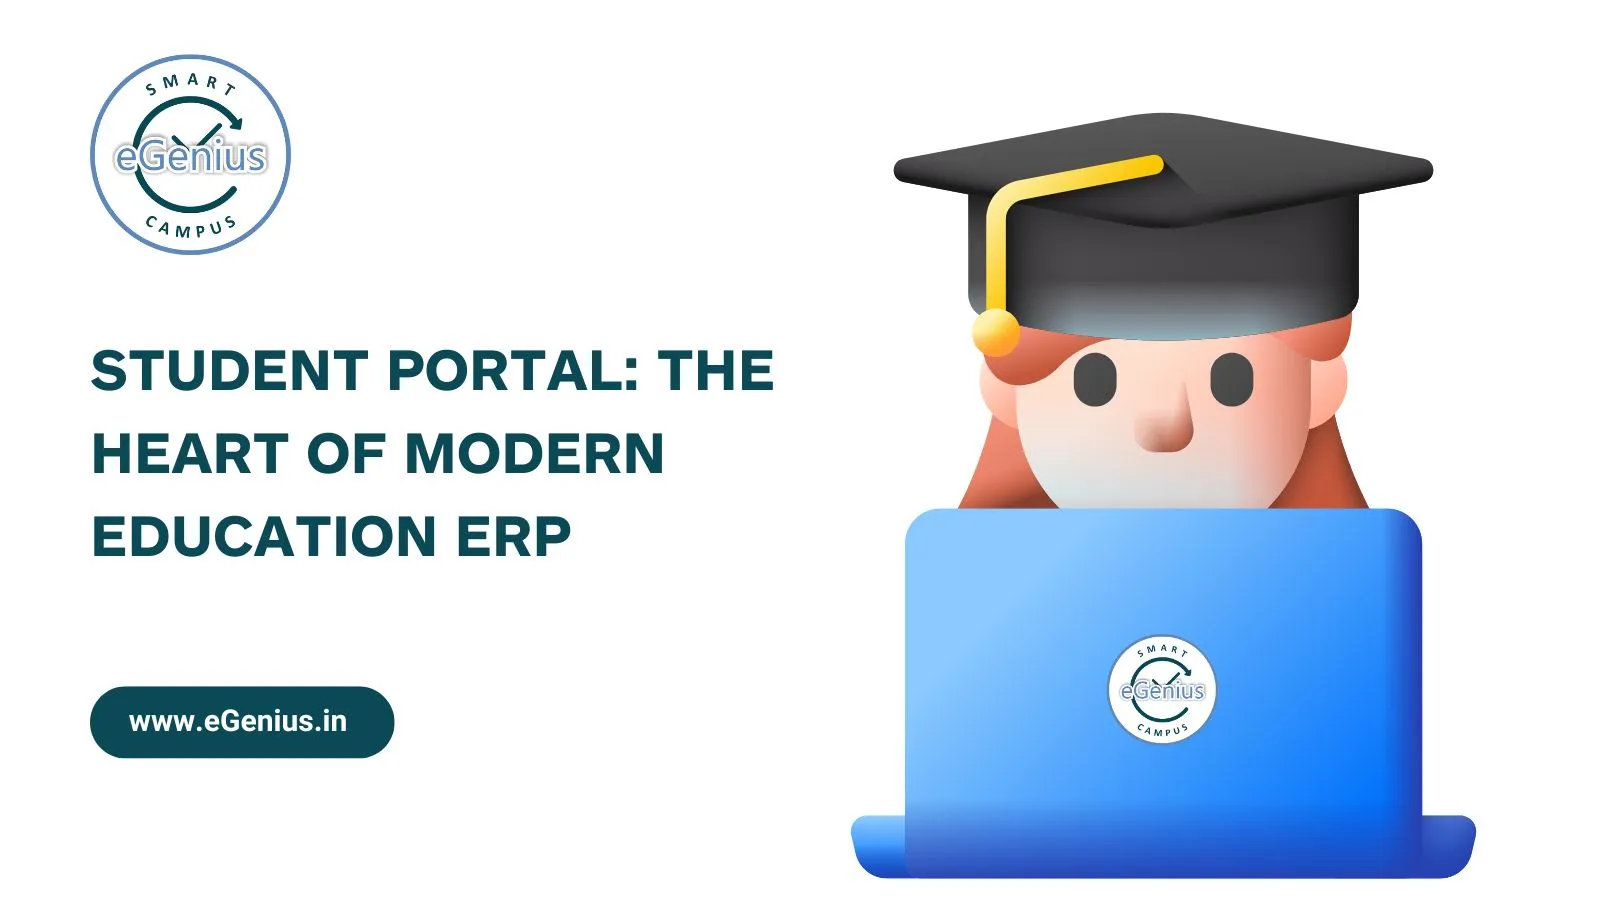 SMART
eGenius
CAMPUS
STUDENT PORTAL: THE
HEART OF MODERN
EDUCATION ERP
www.eGenius.in
SMART
eGenius
CAMPUS